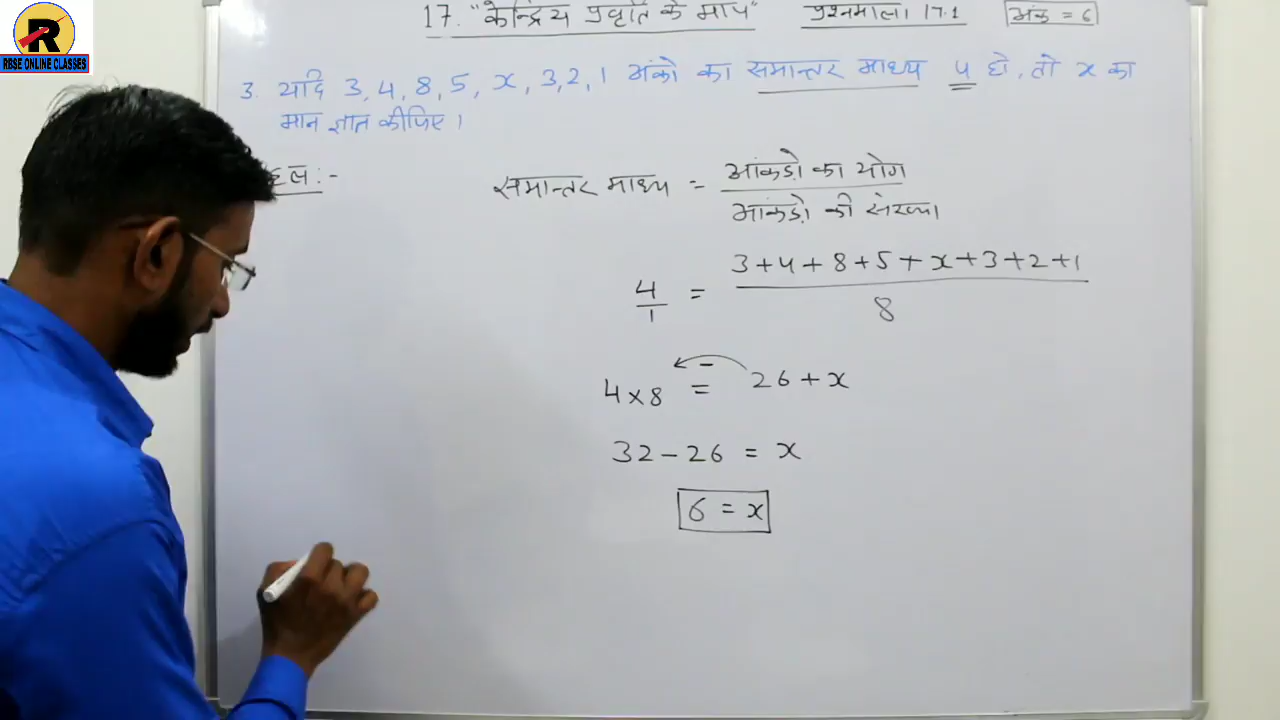 R
RBSE ONLINE CLASSES
17. "केन्द्रिय प्रवृति के माप" प्रश्नमाला 17.1 अंक = 6
3. यदि 3, 4, 8, 5, x, 3, 2, 1 अंको का समान्तर माध्य 4 हो, तो x का
मान ज्ञात कीजिए।
हल :-
समान्तर माध्य = आंकडो़ का योग
आंकडो़ की संख्या
4/1 = 3+4+8+5+x+3+2+1
8
4×8 = 26+x
−
32−26 = x
6 = x